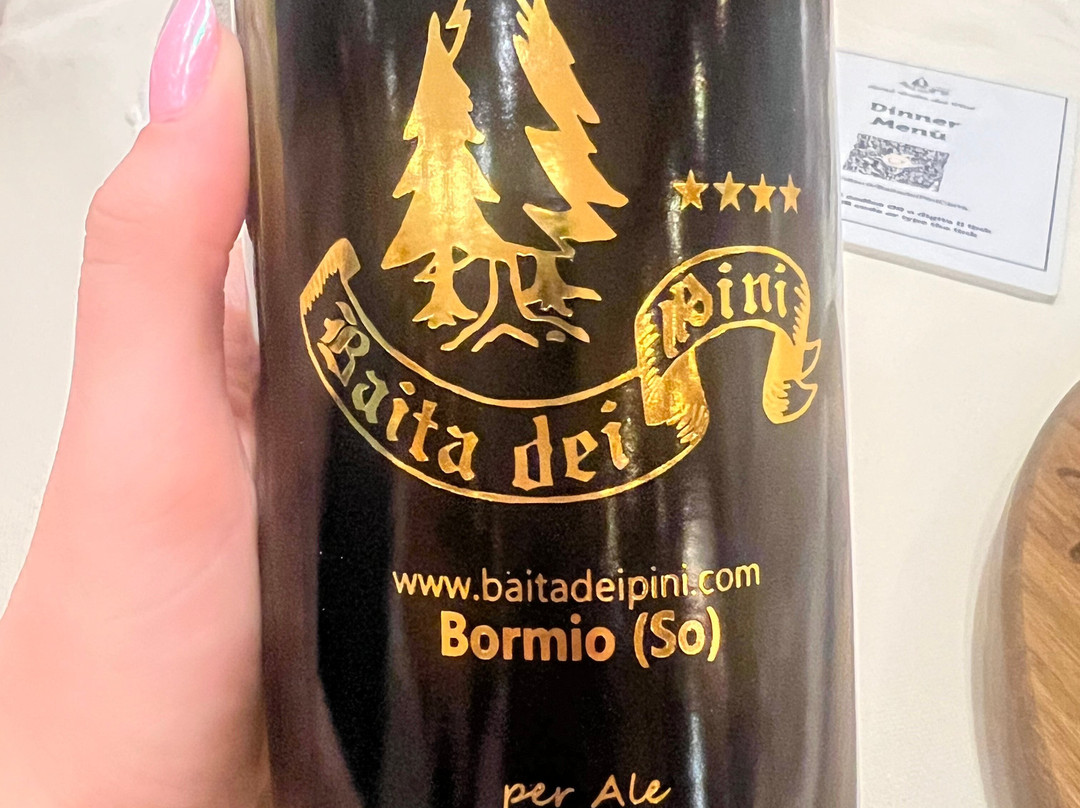 Baita dei pini
www.baitadeipini.com
Bormio (So)
per Ale
Dinner
Menù